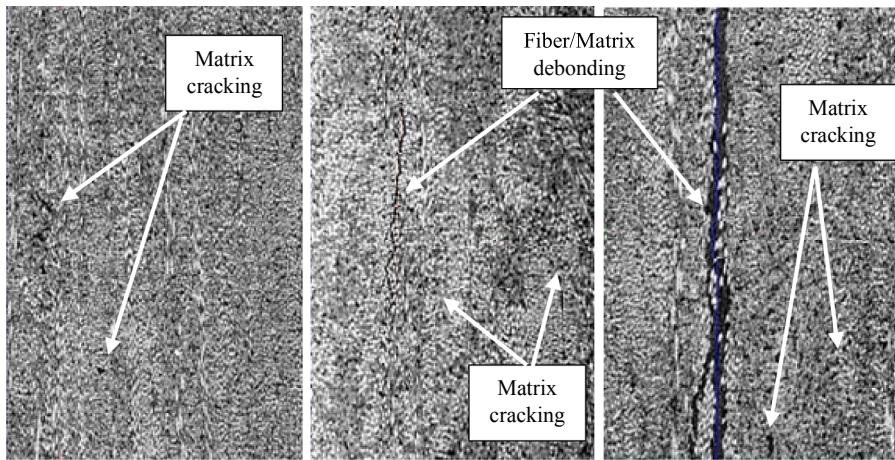 Matrix
cracking
Fiber/Matrix
debonding
Matrix
cracking
Matrix
cracking